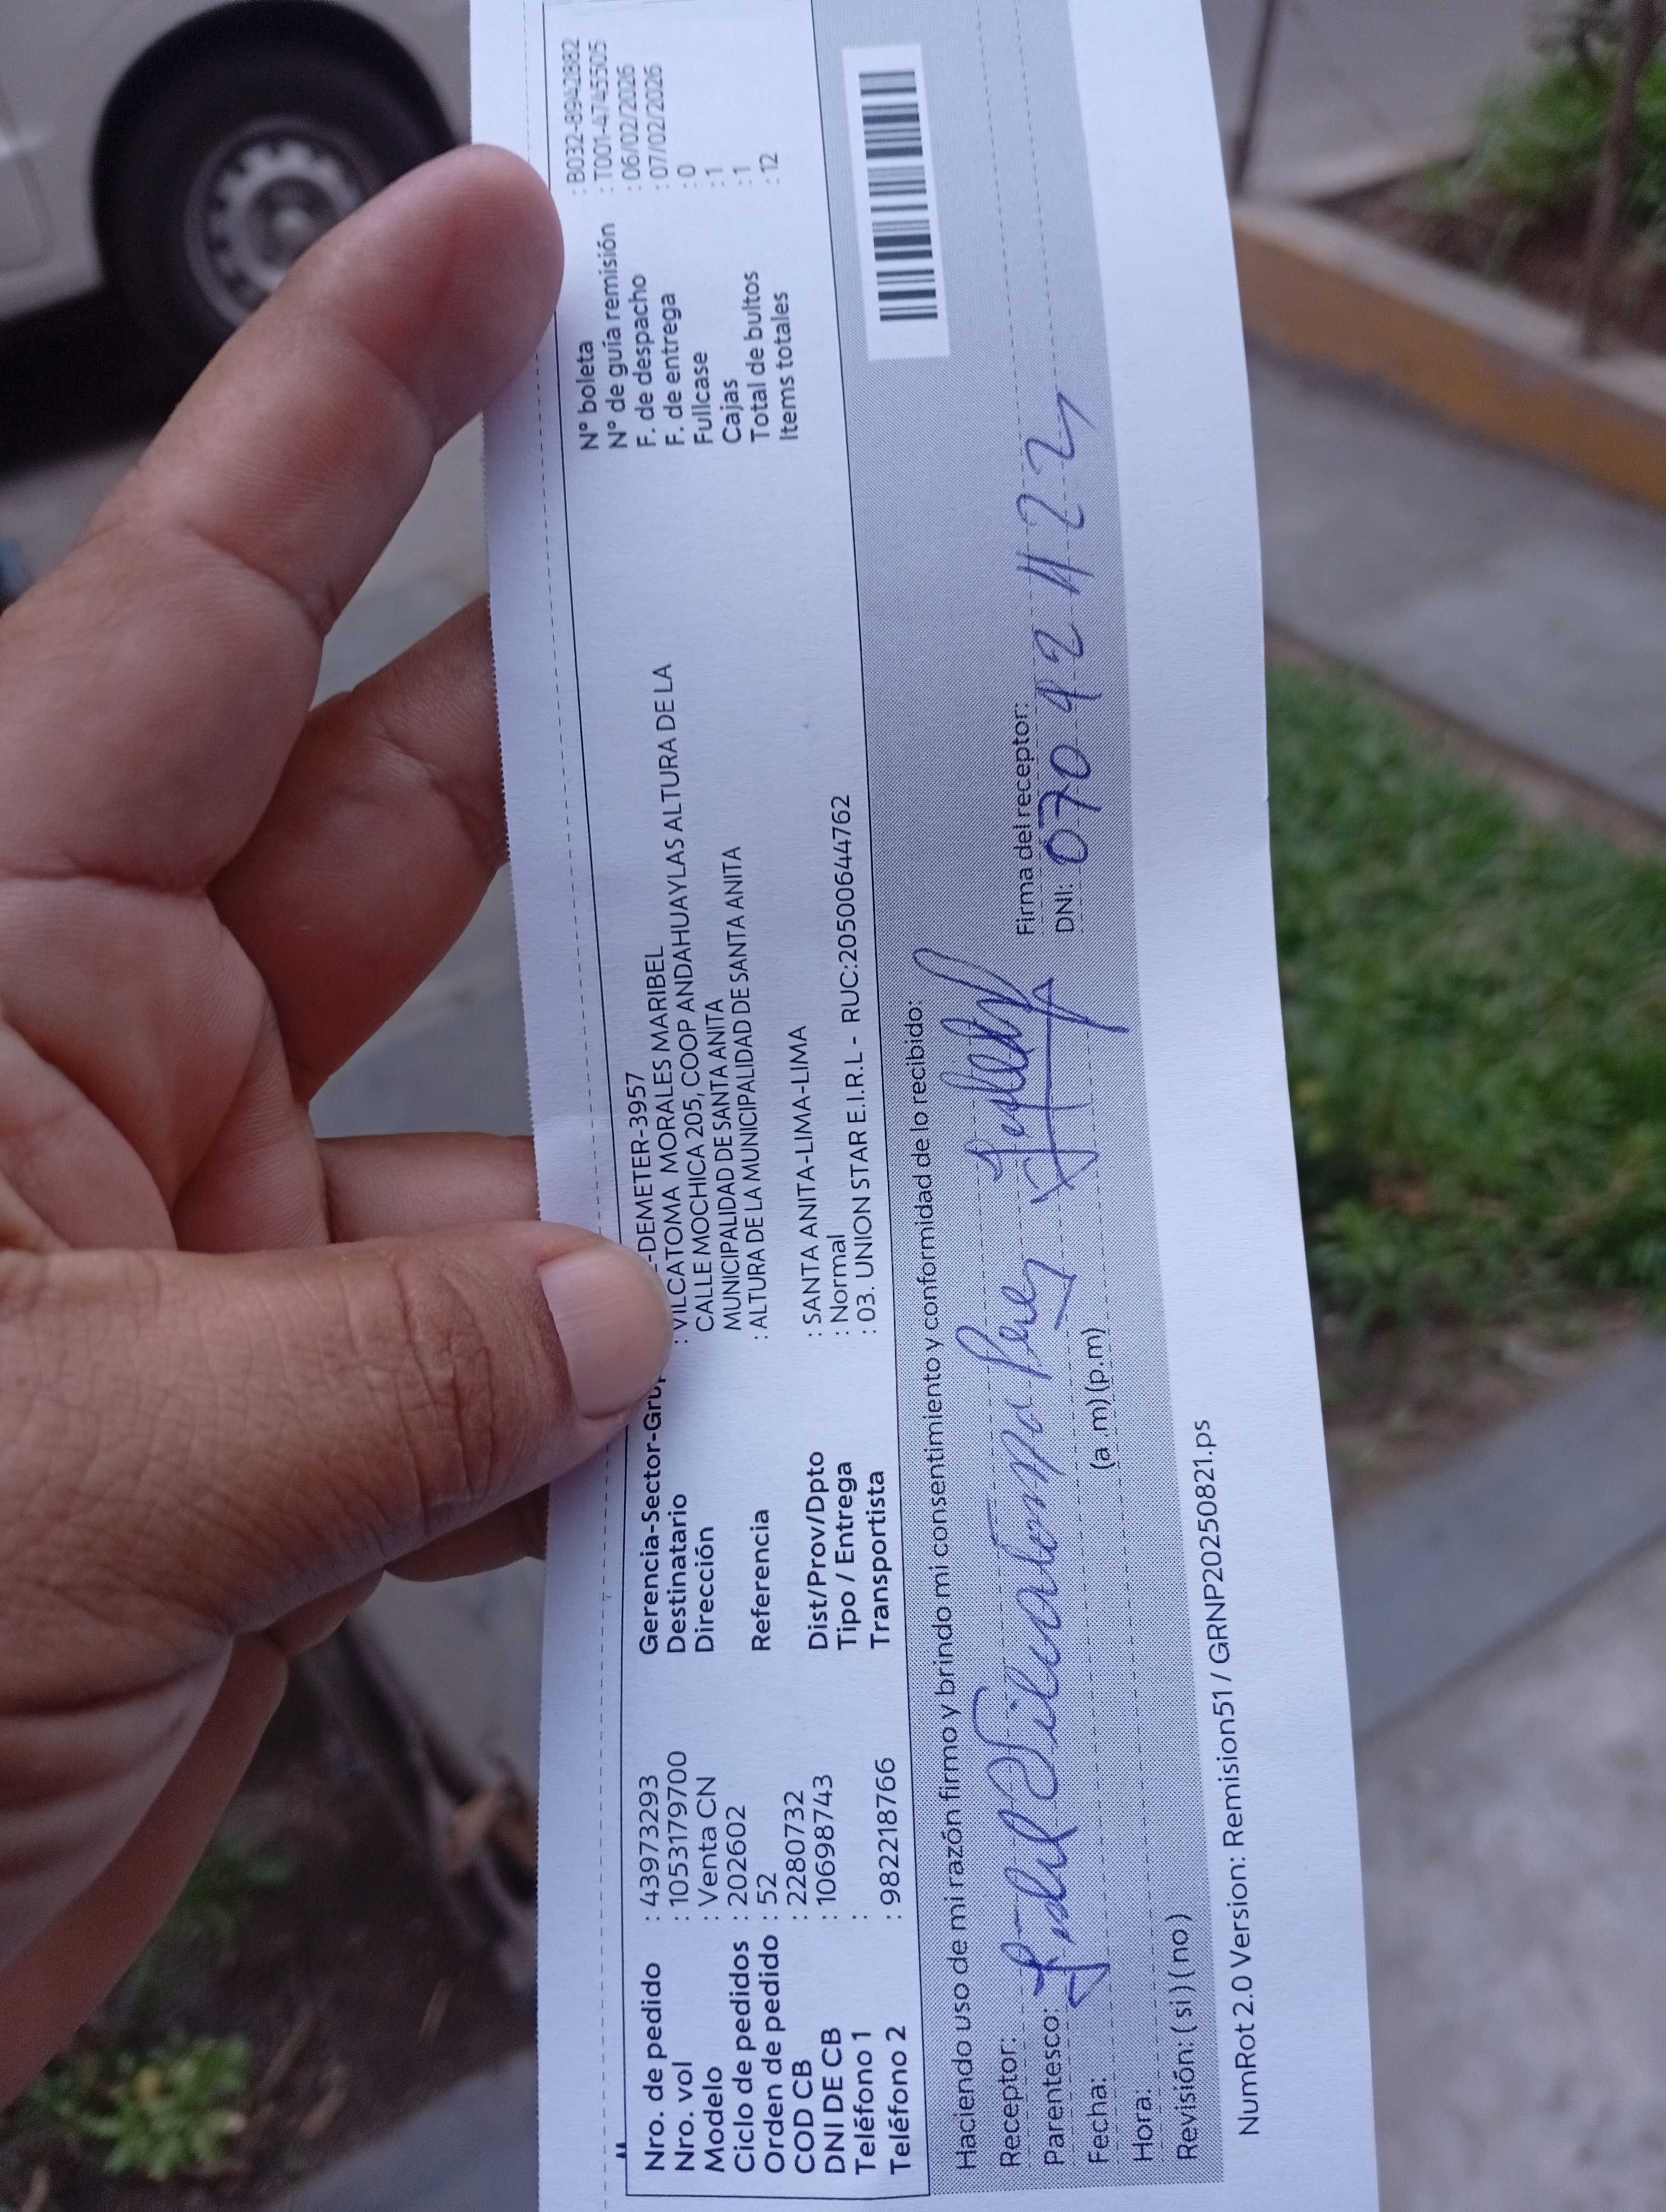 Nro. de pedido : 439973293
Nro. vol : 1053179700
Modelo : Venta CN
Ciclo de pedidos : 202602
Orden de pedido : 52
COD CB : 2280732
DNI DE CB : 10698743
Teléfono 1 :
Teléfono 2 : 982218766
Gerencia-Sector-Gru -DEMETER-3957
Destinatario : VILCATOMA MORALES MARIBEL
Dirección CALLE MOCHICA 205, COOP ANDAHUAYLAS ALTURA DE LA
MUNICIPALIDAD DE SANTA ANITA
Referencia : ALTURA DE LA MUNICIPALIDAD DE SANTA ANITA
Dist/Prov/Dpto : SANTA ANITA-LIMA-LIMA
Tipo / Entrega : Normal
Transportista : 03. UNION STAR E.I.R.L - RUC:20500644762
N° boleta : B032-8942882
N° de guía remisión : T001-4745505
F. de despacho : 06/02/2026
F. de entrega : 07/02/2026
Fullcase : 0
Cajas : 1
Total de bultos : 1
Items totales : 12
Haciendo uso de mi razón firmo y brindo mi consentimiento y conformidad de lo recibido:
Receptor: Fidel Vilcatoma Perez
Firma del receptor:
Parentesco:
DNI: 07092422
Fecha:
Hora: (a.m) (p.m)
Revisión: ( si ) ( no )
NumRot 2.0 Version: Remision51 / GRNP20250821.ps